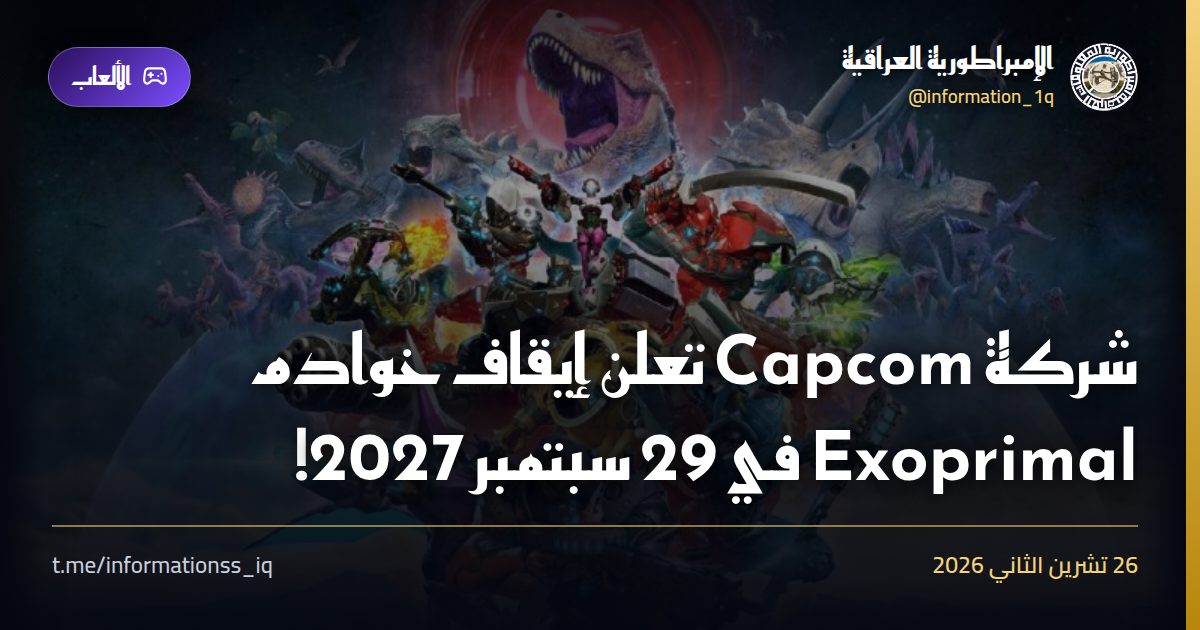 الإمبراطورية العراقية
@information_1q
الألعاب
شركة Capcom تعلن إيقاف خوادم
Exoprimal في 29 سبتمبر 2027!
26 تشرين الثاني 2026
t.me/informationss_iq